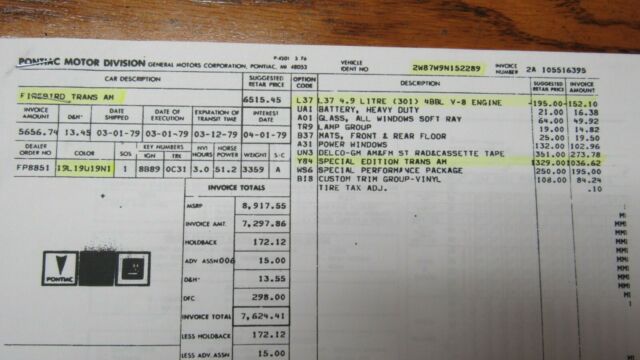 P-4501 3 76
PONTIAC MOTOR DIVISION GENERAL MOTORS CORPORATION, PONTIAC, MI 48053 VEHICLE IDENT NO 2W87W9N152289 INVOICE NUMBER 2A 105516395
DESCRIPTION SUGGESTED RETAIL PRICE OPTION CODE DESCRIPTION SUGGESTED RETAIL PRICE INVOICE AMOUNT
FIREBIRD TRANS AM 6515.45 L37 L37 4.9 LITRE (301) 4BBL V-8 ENGINE -195.00 -152.10
INVOICE AMOUNT D&H* DATE SHIPPED DATE OF EXECUTION EXPIRATION OF TRANSIT TIME INTEREST DATE UA1 BATTERY, HEAVY DUTY 21.00 16.38
A01 GLASS, ALL WINDOWS SOFT RAY 64.00 49.92
5656.74 13.45 03-01-79 03-01-79 03-12-79 04-01-79 TR9 LAMP GROUP 19.00 14.82
B37 MATS, FRONT & REAR FLOOR 25.00 19.50
DEALER ORDER NO COLOR SOS KEY NUMBERS IGN TRK NVI HOURS HORSE POWER WEIGHT S-C A31 POWER WINDOWS 132.00 102.96
UN3 DELCO-GM AM&FM ST RAD&CASSETTE TAPE 351.00 273.78
FP8851 19L19U19N1 1 8B89 0C31 3.0 51.2 3359 A Y84 SPECIAL EDITION TRANS AM 1329.00 1036.62
WS6 SPECIAL PERFORMANCE PACKAGE 250.00 195.00
INVOICE TOTALS B18 CUSTOM TRIM GROUP-VINYL 108.00 84.24
TIRE TAX ADJ. .10
MSRP 8,917.55
INVOICE AMT. 7,297.86
HOLDBACK 172.12
ADV ASSN 006 15.00
D&H* 13.55
PONTIAC GM
DFC 298.00
INVOICE TOTAL 7,624.41
LESS HOLDBACK 172.12
LESS ADV. ASSN 15.00